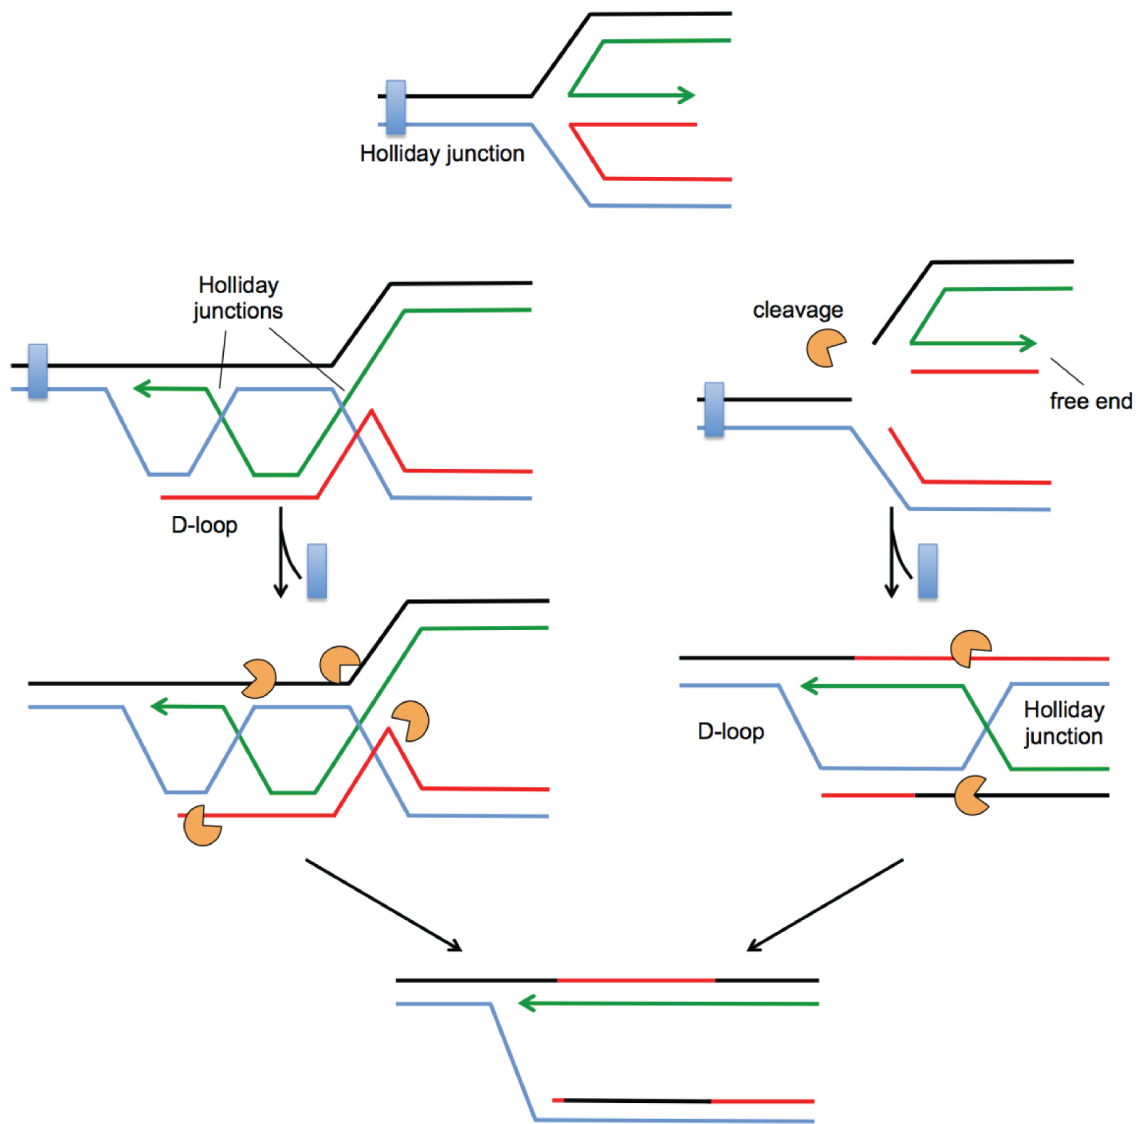 Holliday junction
Holliday
junctions
cleavage
free end
D-loop
D-loop
Holliday
junction